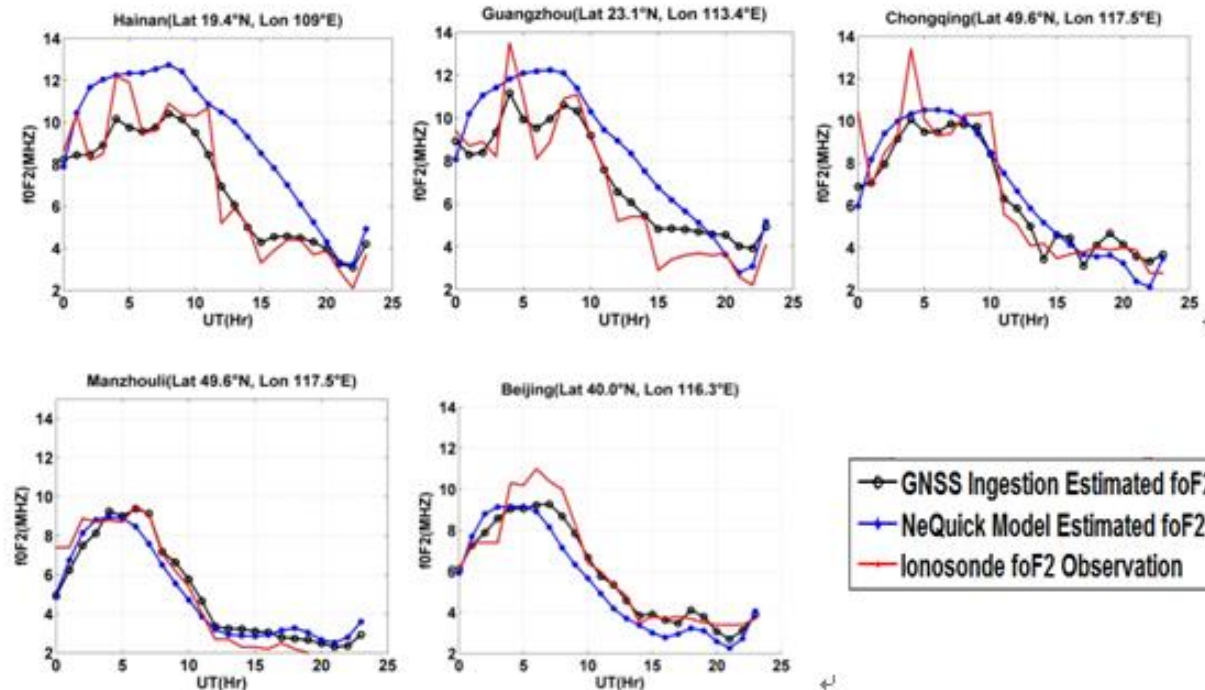 Hainan(Lat 19.4°N, Lon 109°E)
f0F2(MHZ)
14
12
10
8
6
4
2
0 5 10 15 20 25
UT(Hr)
Guangzhou(Lat 23.1°N, Lon 113.4°E)
f0F2(MHZ)
14
12
10
8
6
4
2
0 5 10 15 20 25
UT(Hr)
Chongqing(Lat 49.6°N, Lon 117.5°E)
f0F2(MHZ)
14
12
10
8
6
4
2
0 5 10 15 20 25
UT(Hr)
Manzhouli(Lat 49.6°N, Lon 117.5°E)
f0F2(MHZ)
14
12
10
8
6
4
2
0 5 10 15 20 25
UT(Hr)
Beijing(Lat 40.0°N, Lon 116.3°E)
f0F2(MHZ)
14
12
10
8
6
4
2
0 5 10 15 20 25
UT(Hr)
GNSS Ingestion Estimated foF2
NeQuick Model Estimated foF2
Ionosonde foF2 Observation